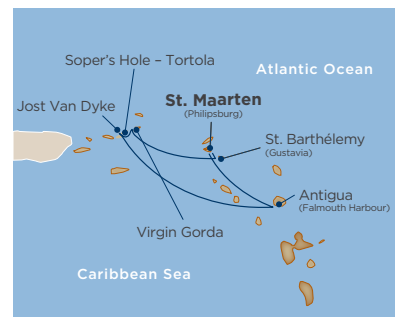 Soper's Hole – Tortola
Atlantic Ocean
Jost Van Dyke
St. Maarten
(Philipsburg)
St. Barthélemy
(Gustavia)
Antigua
(Falmouth Harbour)
Virgin Gorda
Caribbean Sea